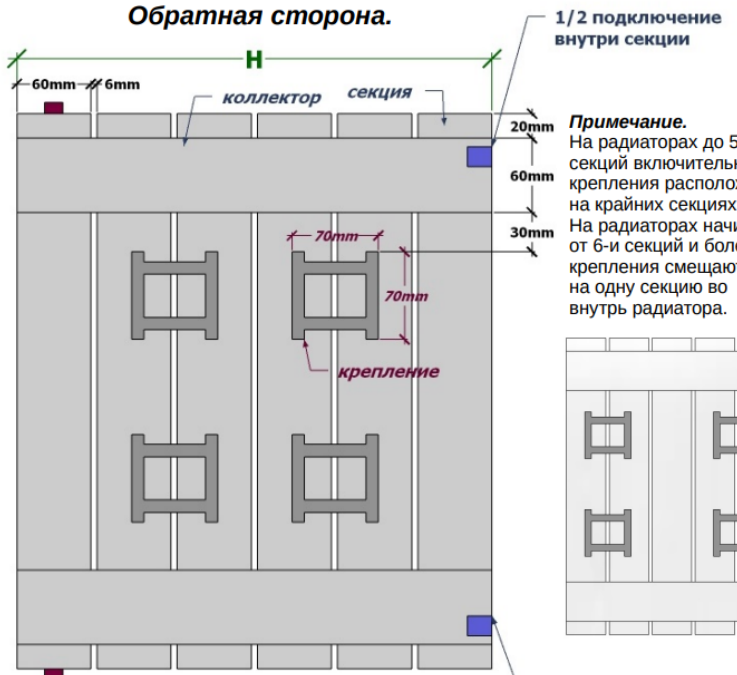 Обратная сторона.
1/2 подключение
внутри секции
H
60mm
6mm
коллектор
секция
20mm
60mm
30mm
Примечание.
На радиаторах до 5
секций включительн
крепления располож
на крайних секциях
На радиаторах начи
от 6-и секций и боле
крепления смещают
на одну секцию во
внутрь радиатора.
70mm
70mm
крепление